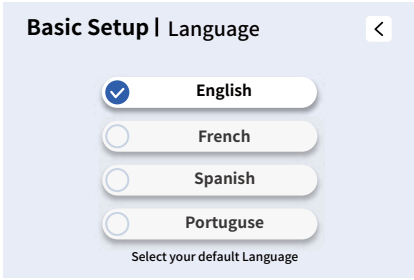 Basic Setup | Language
English
French
Spanish
Portuguse
Select your default Language